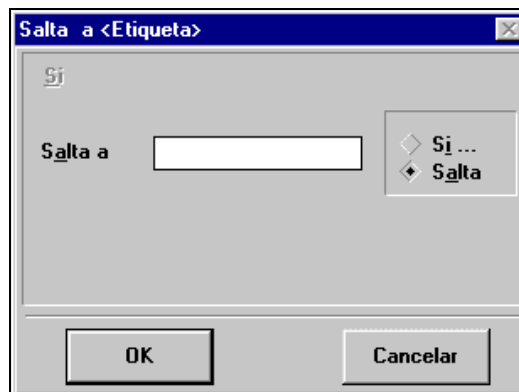 Salta a <Etiqueta>
Si
Salta a
Si ...
Salta
OK
Cancelar